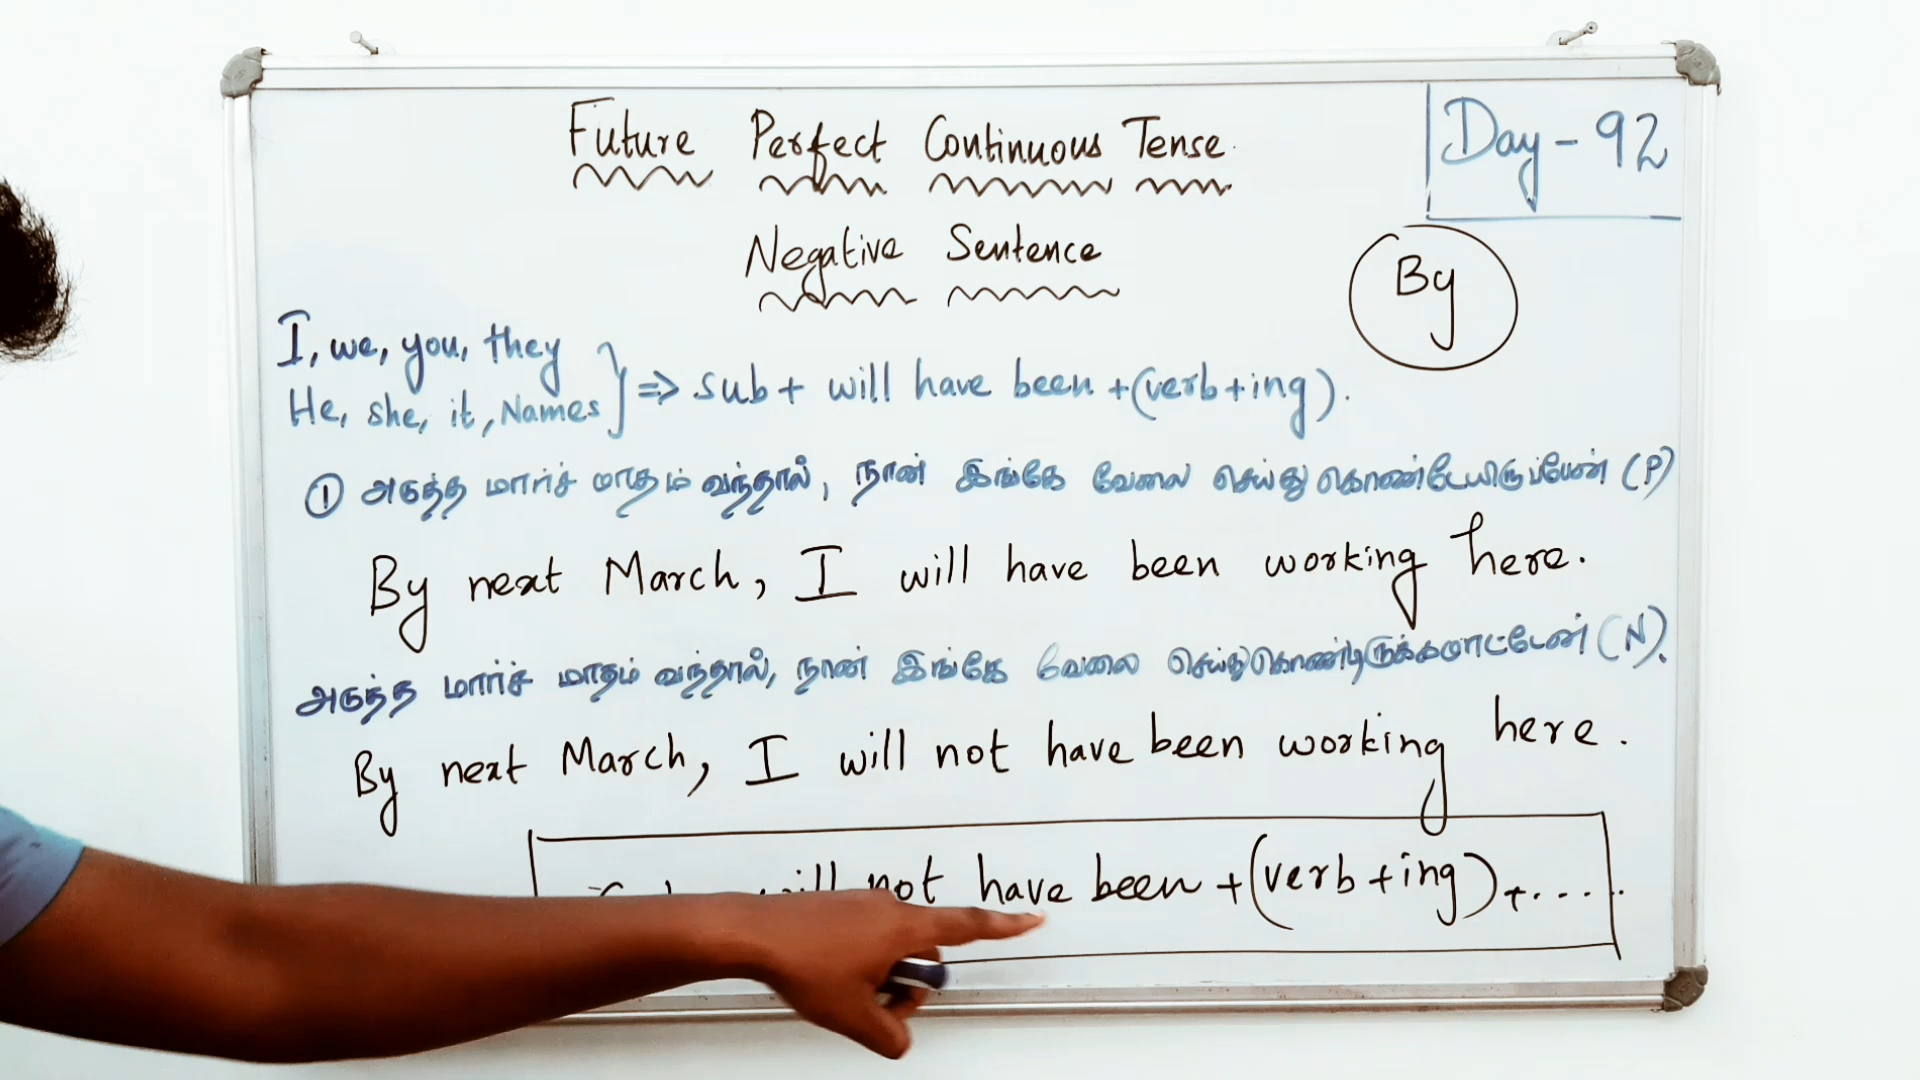 Future Perfect Continuous Tense.
Day - 92
Negative Sentence
By
I, we, you, they
He, she, it, Names } => sub + will have been + (verb+ing).
① அடுத்த மார்ச் மாதம் வந்தால், நான் இங்கே வேலை செய்து கொண்டேயிருப்பேன் (P)
By next March, I will have been working here.
அடுத்த மார்ச் மாதம் வந்தால், நான் இங்கே வேலை செய்துகொண்டிருக்கமாட்டேன் (N).
By next March, I will not have been working here.
not have been + (verb + ing) + ....